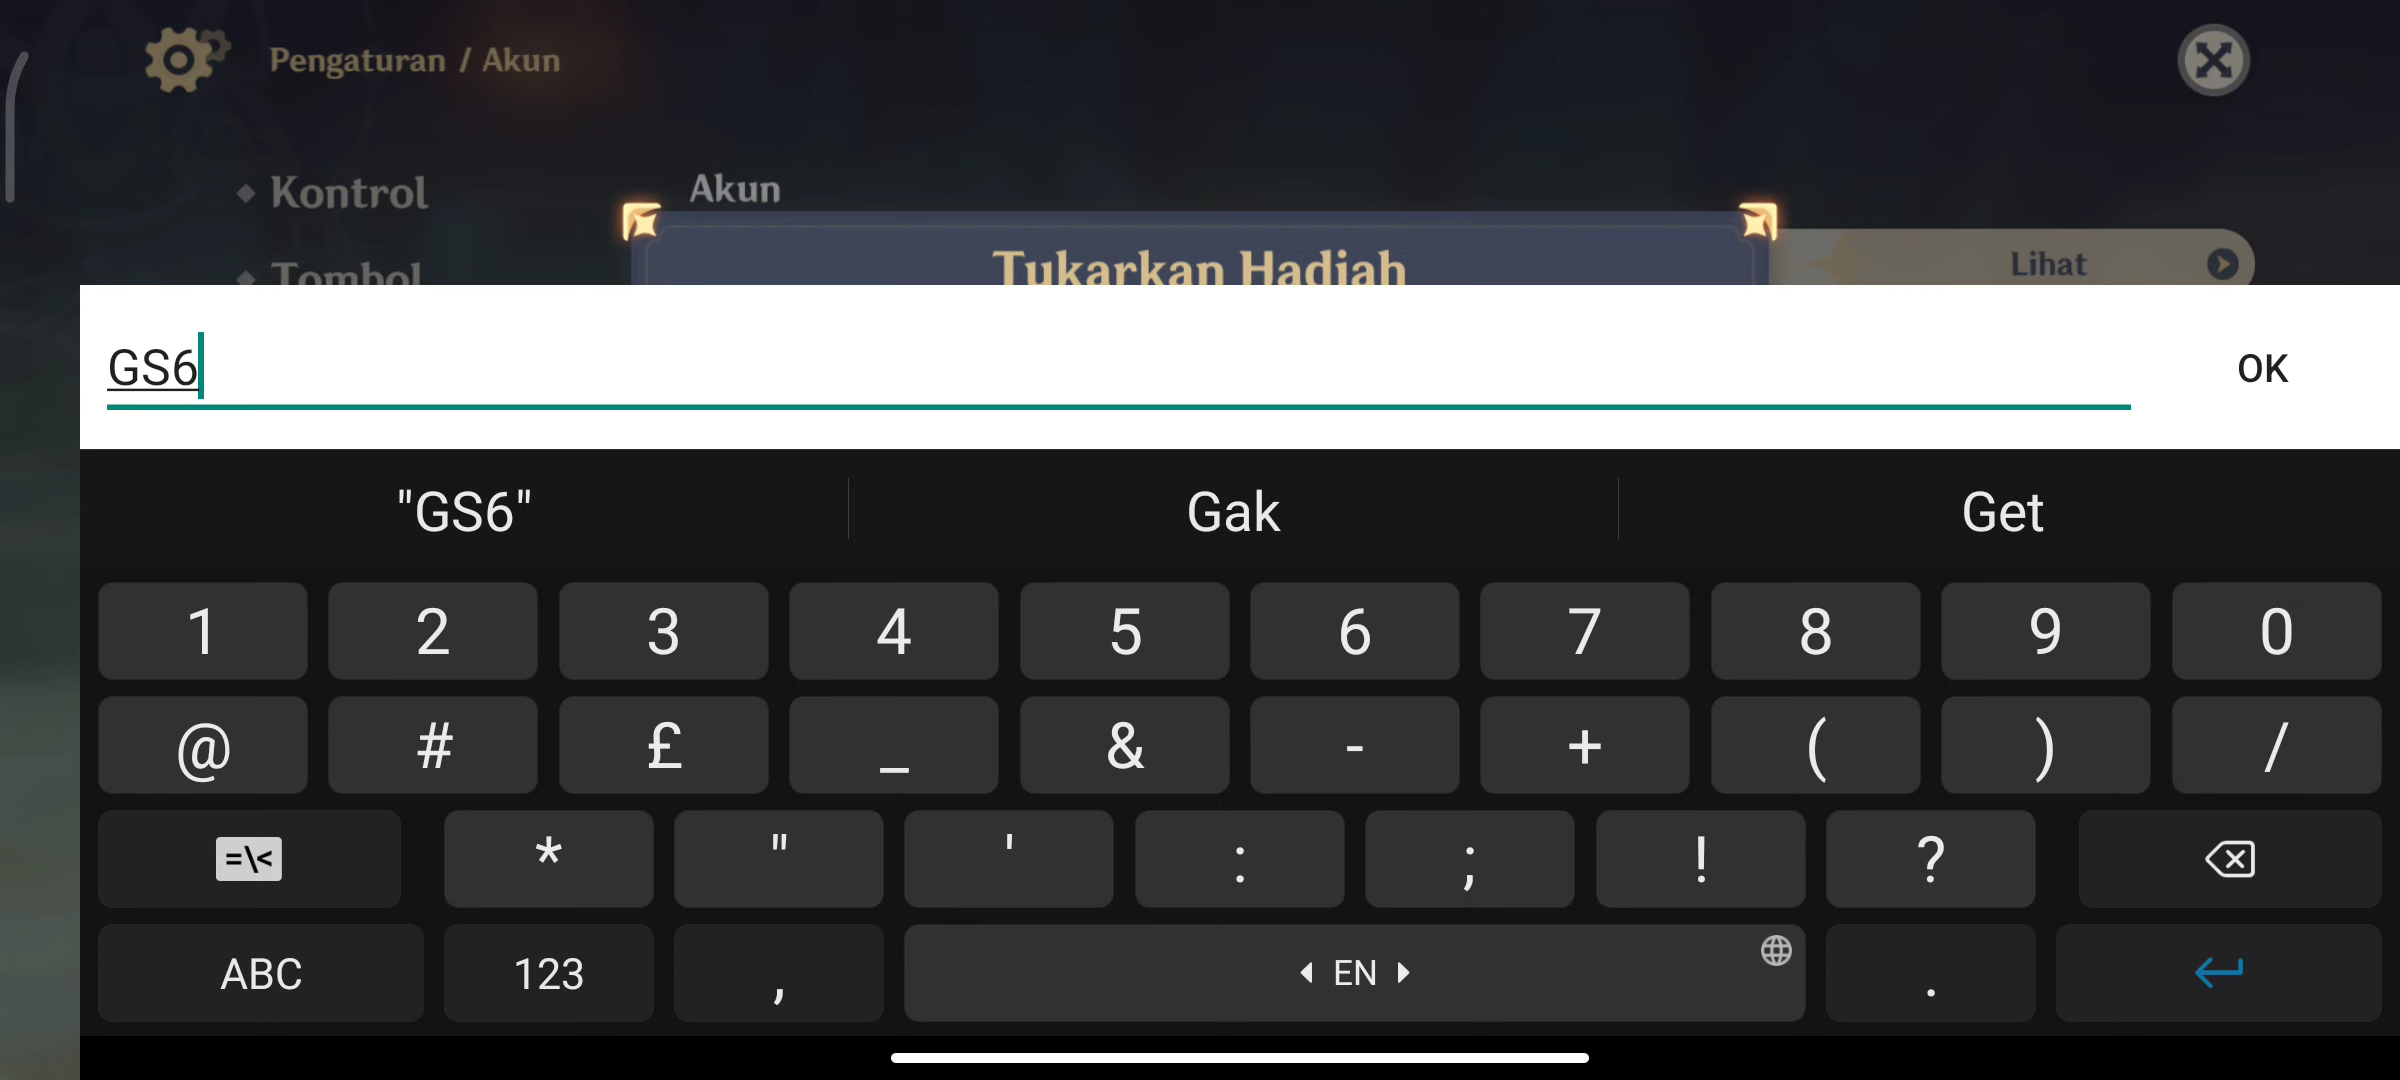 Pengaturan / Akun
Kontrol
Akun
Tombol
Tukarkan Hadiah
Lihat
GS6
OK
"GS6" Gak Get
1 2 3 4 5 6 7 8 9 0
@ # £ _ & - + ( ) /
=\< * " ' : ; ! ?
ABC 123 , EN .